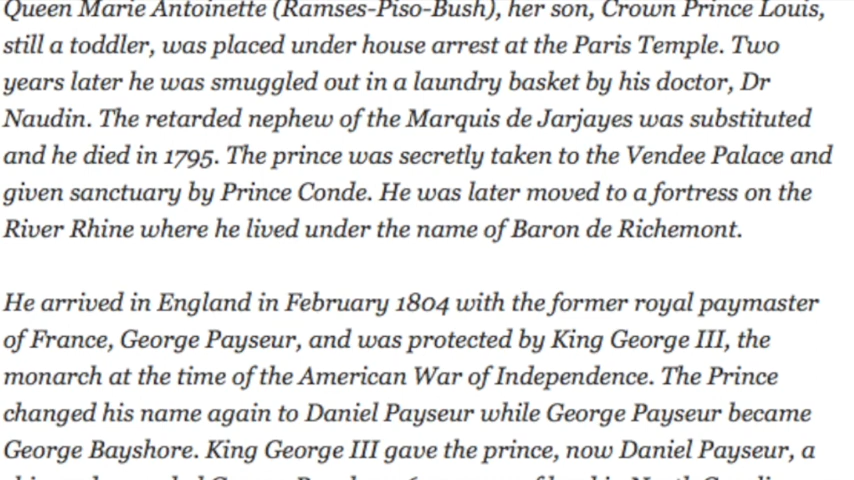 Queen Marie Antoinette (Ramses-Piso-Bush), her son, Crown Prince Louis,
still a toddler, was placed under house arrest at the Paris Temple. Two
years later he was smuggled out in a laundry basket by his doctor, Dr
Naudin. The retarded nephew of the Marquis de Jarjayes was substituted
and he died in 1795. The prince was secretly taken to the Vendee Palace and
given sanctuary by Prince Conde. He was later moved to a fortress on the
River Rhine where he lived under the name of Baron de Richemont.
He arrived in England in February 1804 with the former royal paymaster
of France, George Payseur, and was protected by King George III, the
monarch at the time of the American War of Independence. The Prince
changed his name again to Daniel Payseur while George Payseur became
George Bayshore. King George III gave the prince, now Daniel Payseur, a